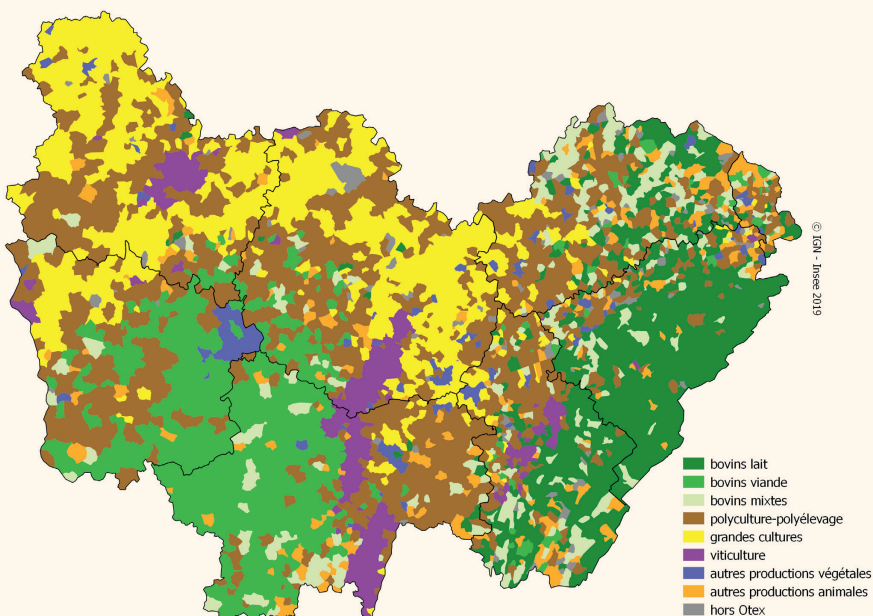 © IGN - Insee 2019
bovins lait
bovins viande
bovins mixtes
polyculture-polyélevage
grandes cultures
viticulture
autres productions végétales
autres productions animales
hors Otex